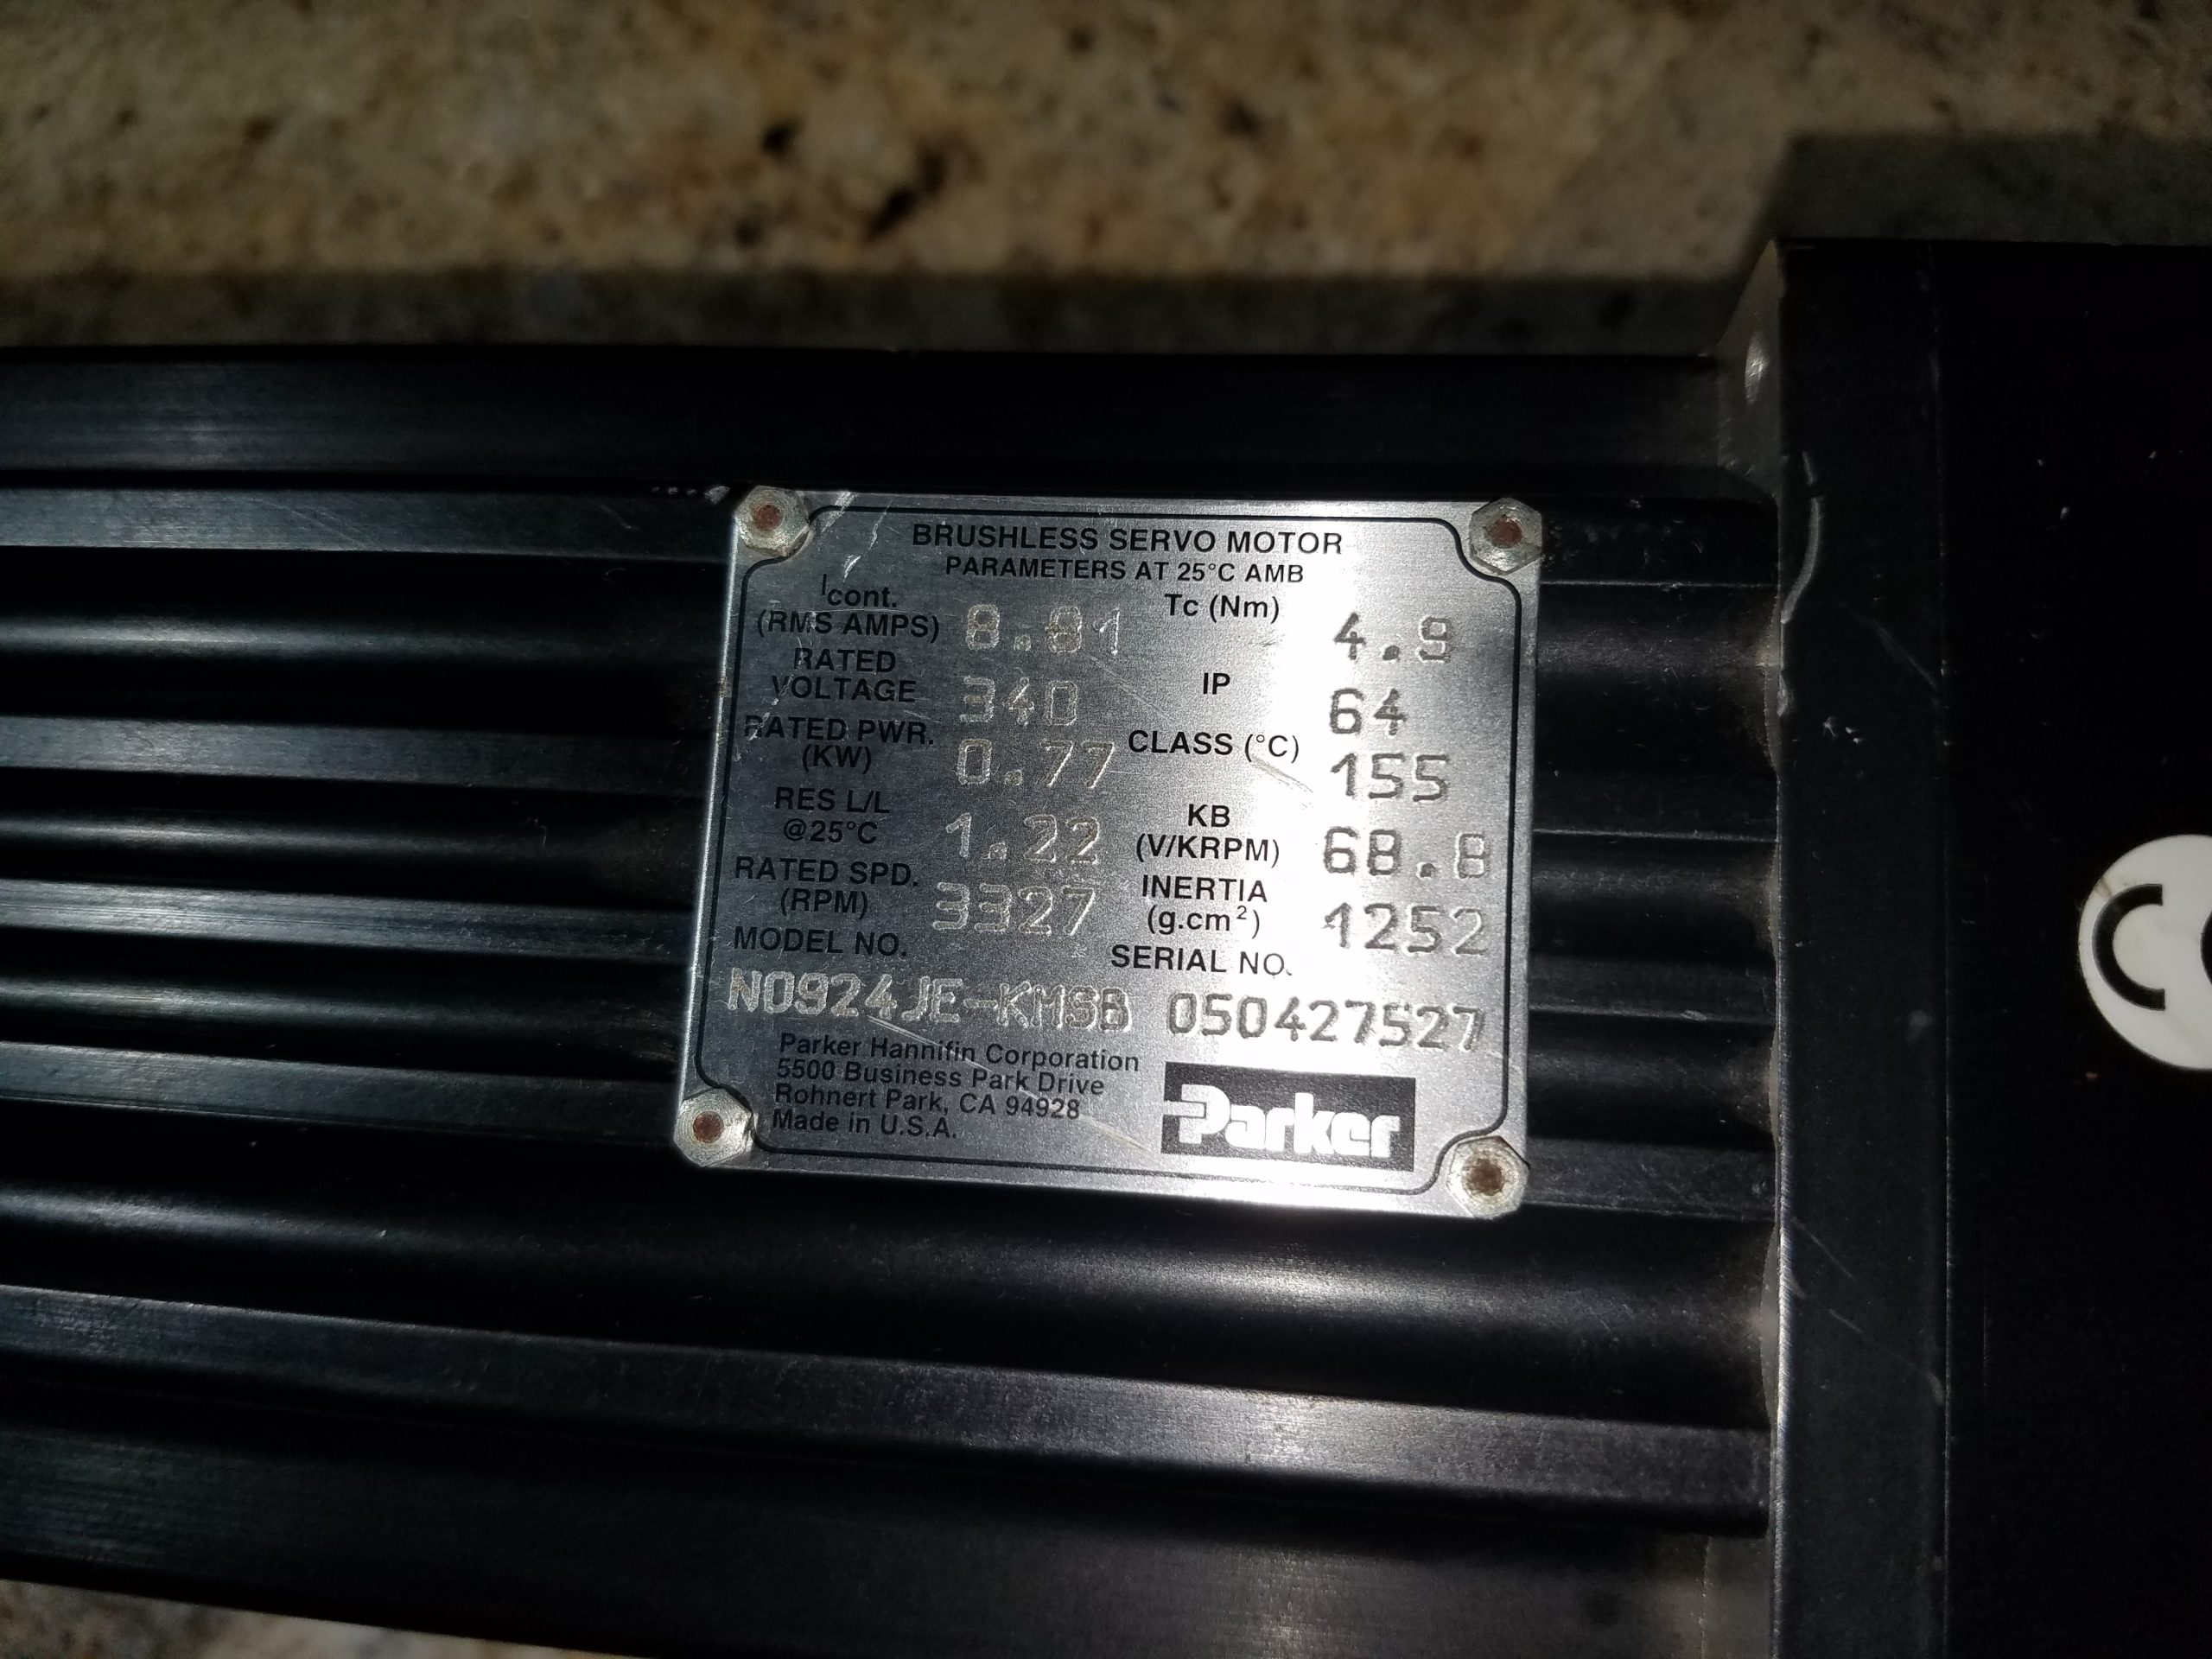 BRUSHLESS SERVO MOTOR
PARAMETERS AT 25°C AMB
Icont.
(RMS AMPS) 8.81
Tc (Nm) 4.9
RATED
VOLTAGE 340
IP 64
RATED PWR.
(KW) 0.77
CLASS (°C) 155
RES L/L
@25°C 1.22
KB
(V/KRPM) 68.8
RATED SPD.
(RPM) 3327
INERTIA
(g.cm²) 1252
MODEL NO.
N0924JE-KMSB
SERIAL NO.
050427527
Parker Hannifin Corporation
5500 Business Park Drive
Rohnert Park, CA 94928
Made in U.S.A.
Parker
CE